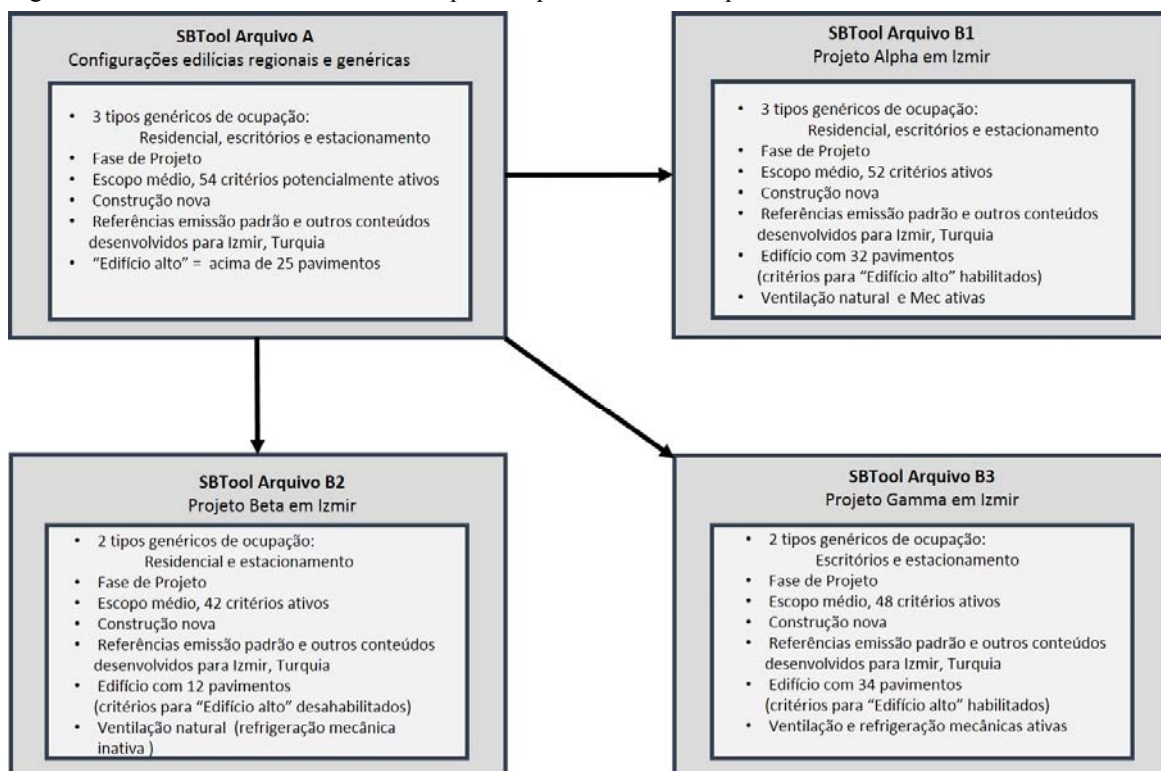 SBTool Arquivo A
Configurações edilícias regionais e genéricas
• 3 tipos genéricos de ocupação:
Residencial, escritórios e estacionamento
• Fase de Projeto
• Escopo médio, 54 critérios potencialmente ativos
• Construção nova
• Referências emissão padrão e outros conteúdos
desenvolvidos para Izmir, Turquia
• “Edifício alto” = acima de 25 pavimentos
SBTool Arquivo B1
Projeto Alpha em Izmir
• 3 tipos genéricos de ocupação:
Residencial, escritórios e estacionamento
• Fase de Projeto
• Escopo médio, 52 critérios ativos
• Construção nova
• Referências emissão padrão e outros conteúdos
desenvolvidos para Izmir, Turquia
• Edifício com 32 pavimentos
(critérios para “Edifício alto” habilitados)
• Ventilação natural e Mec ativas
SBTool Arquivo B2
Projeto Beta em Izmir
• 2 tipos genéricos de ocupação:
Residencial e estacionamento
• Fase de Projeto
• Escopo médio, 42 critérios ativos
• Construção nova
• Referências emissão padrão e outros conteúdos
desenvolvidos para Izmir, Turquia
• Edifício com 12 pavimentos
(critérios para “Edifício alto” desahabilitados)
• Ventilação natural (refrigeração mecânica
inativa )
SBTool Arquivo B3
Projeto Gamma em Izmir
• 2 tipos genéricos de ocupação:
Escritórios e estacionamento
• Fase de Projeto
• Escopo médio, 48 critérios ativos
• Construção nova
• Referências emissão padrão e outros conteúdos
desenvolvidos para Izmir, Turquia
• Edifício com 34 pavimentos
(critérios para “Edifício alto” habilitados)
• Ventilação e refrigeração mecânicas ativas